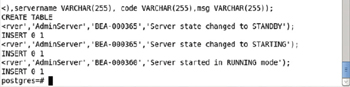 <),servername VARCHAR(255), code VARCHAR(255),msg VARCHAR(255));
CREATE TABLE
<rver','AdminServer','BEA-000365','Server state changed to STANDBY');
INSERT 0 1
<rver','AdminServer','BEA-000365','Server state changed to STARTING');
INSERT 0 1
<rver','AdminServer','BEA-000360','Server started in RUNNING mode');
INSERT 0 1
postgres=#